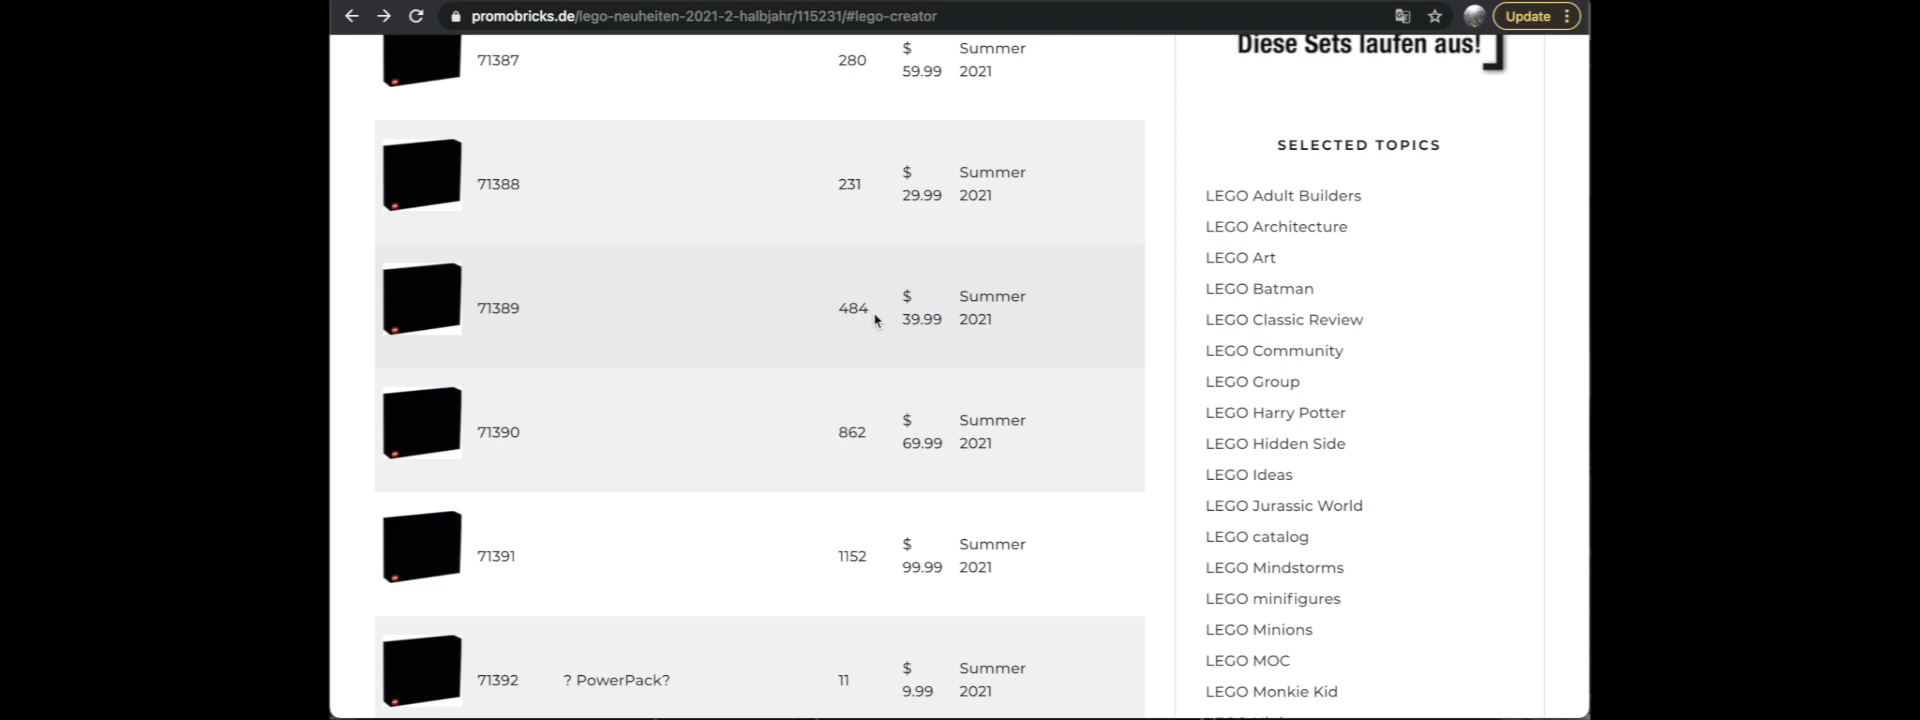 promobricks.de/lego-neuheiten-2021-2-halbjahr/115231/#lego-creator
Update
71387 280 $ 59.99 Summer 2021
71388 231 $ 29.99 Summer 2021
71389 484 $ 39.99 Summer 2021
71390 862 $ 69.99 Summer 2021
71391 1152 $ 99.99 Summer 2021
71392 ? PowerPack? 11 $ 9.99 Summer 2021
Diese Sets laufen aus!
SELECTED TOPICS
LEGO Adult Builders
LEGO Architecture
LEGO Art
LEGO Batman
LEGO Classic Review
LEGO Community
LEGO Group
LEGO Harry Potter
LEGO Hidden Side
LEGO Ideas
LEGO Jurassic World
LEGO catalog
LEGO Mindstorms
LEGO minifigures
LEGO Minions
LEGO MOC
LEGO Monkie Kid